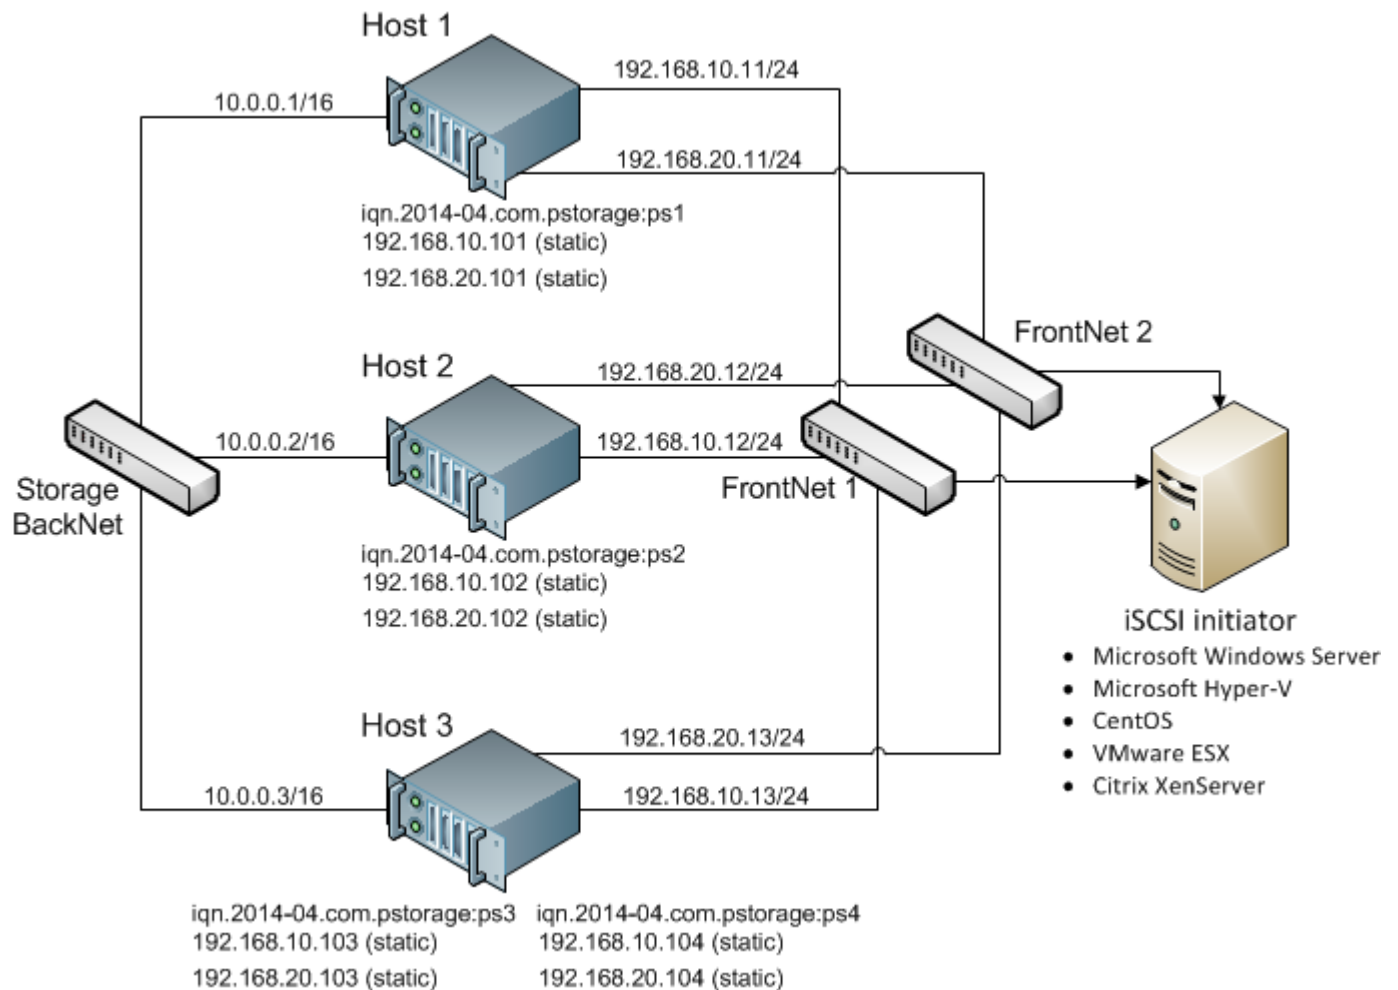 Host 1
192.168.10.11/24
10.0.0.1/16
192.168.20.11/24
iqn.2014-04.com.pstorage:ps1
192.168.10.101 (static)
192.168.20.101 (static)
FrontNet 2
Host 2
192.168.20.12/24
10.0.0.2/16
192.168.10.12/24
Storage
BackNet
FrontNet 1
iqn.2014-04.com.pstorage:ps2
192.168.10.102 (static)
192.168.20.102 (static)
iSCSI initiator
• Microsoft Windows Server
• Microsoft Hyper-V
• CentOS
• VMware ESX
• Citrix XenServer
Host 3
192.168.20.13/24
10.0.0.3/16
192.168.10.13/24
iqn.2014-04.com.pstorage:ps3
192.168.10.103 (static)
192.168.20.103 (static)
iqn.2014-04.com.pstorage:ps4
192.168.10.104 (static)
192.168.20.104 (static)